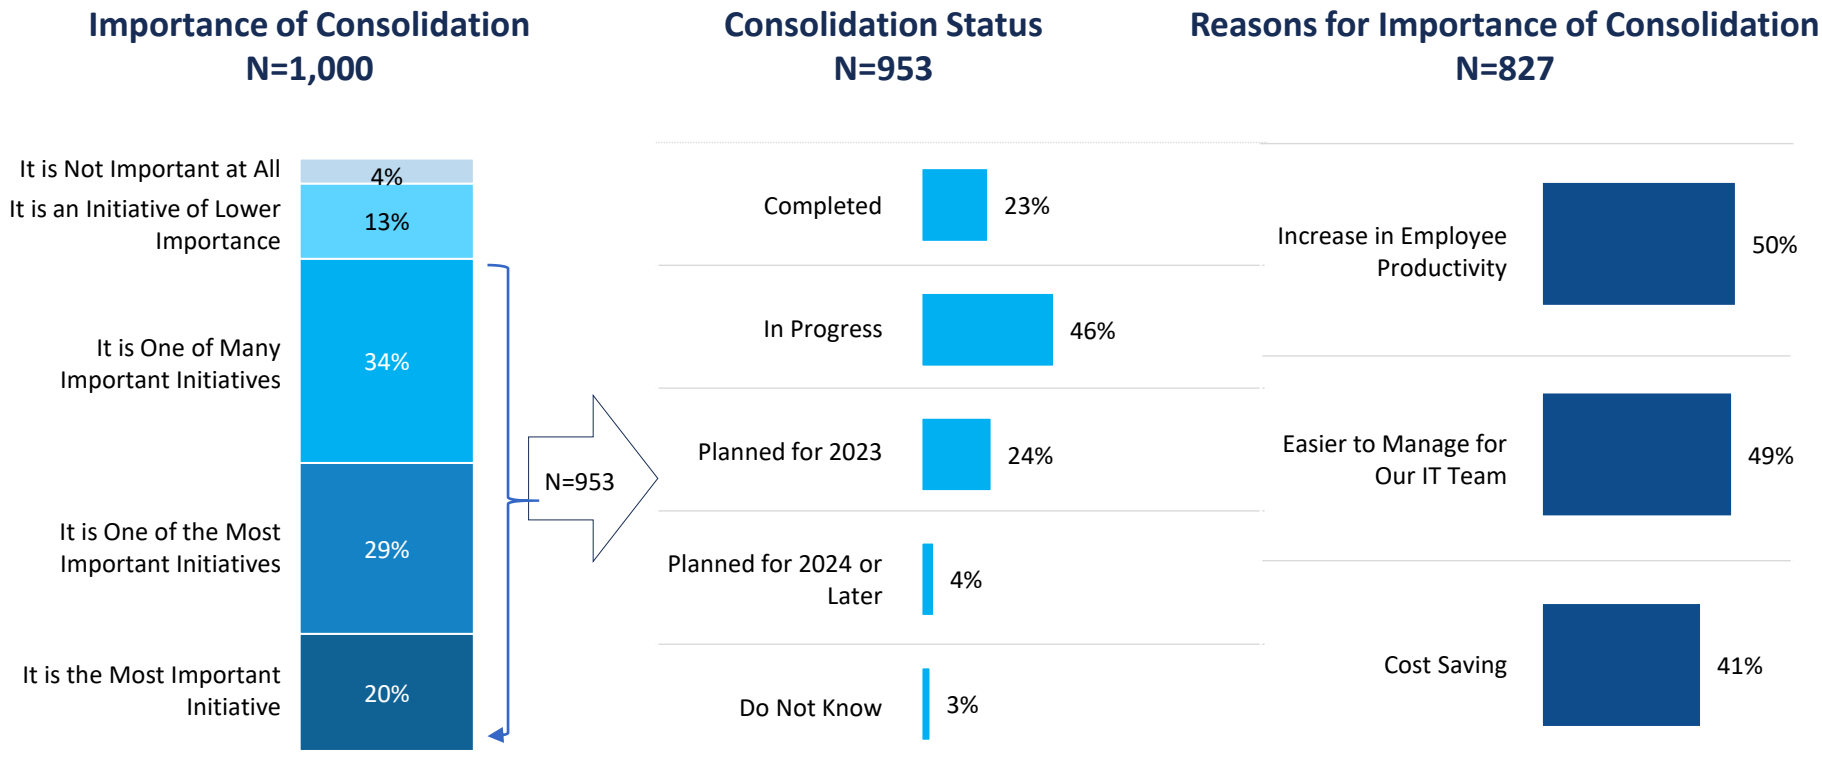 Importance of Consolidation
N=1,000
It is Not Important at All
4%
It is an Initiative of Lower
Importance
13%
It is One of Many
Important Initiatives
34%
It is One of the Most
Important Initiatives
29%
It is the Most Important
Initiative
20%
N=953
Consolidation Status
N=953
Completed
23%
In Progress
46%
Planned for 2023
24%
Planned for 2024 or
Later
4%
Do Not Know
3%
Reasons for Importance of Consolidation
N=827
Increase in Employee
Productivity
50%
Easier to Manage for
Our IT Team
49%
Cost Saving
41%